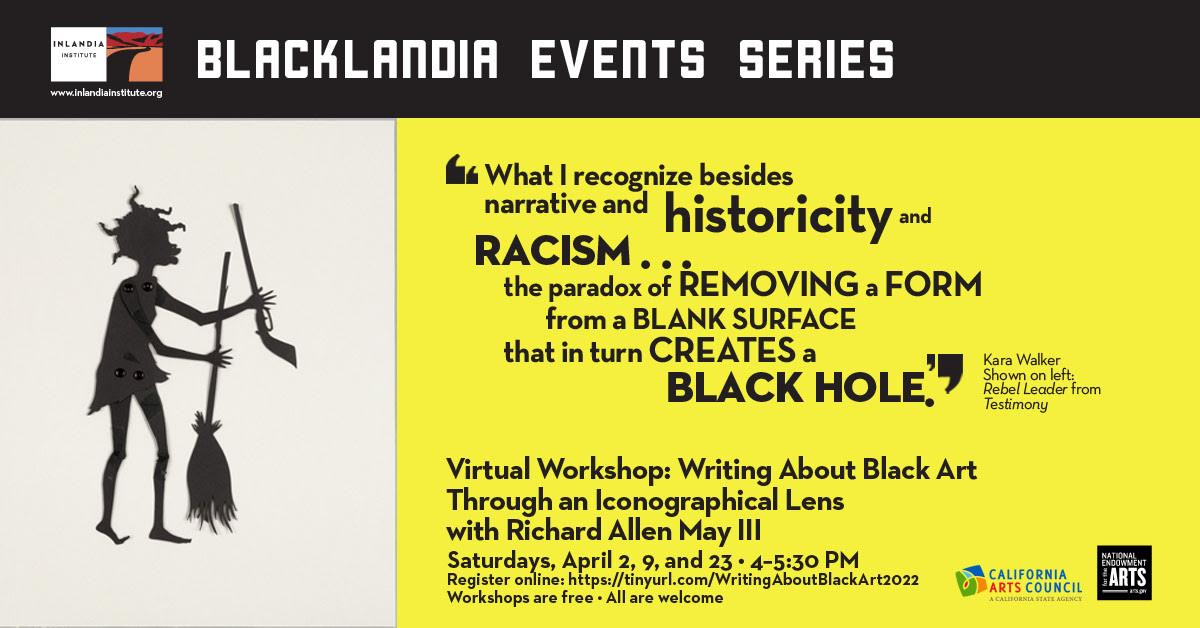 INLANDIA
INSTITUTE
www.inlandiainstitute.org
BLACKLANDIA EVENTS SERIES
“What I recognize besides
narrative and historicity and
RACISM . . .
the paradox of REMOVING a FORM
from a BLANK SURFACE
that in turn CREATES a
BLACK HOLE.”
Kara Walker
Shown on left:
Rebel Leader from
Testimony
Virtual Workshop: Writing About Black Art
Through an Iconographical Lens
with Richard Allen May III
Saturdays, April 2, 9, and 23 • 4–5:30 PM
Register online: https://tinyurl.com/WritingAboutBlackArt2022
Workshops are free • All are welcome
CALIFORNIA
ARTS COUNCIL
A CALIFORNIA STATE AGENCY
NATIONAL
ENDOWMENT
for the ARTS
arts.gov